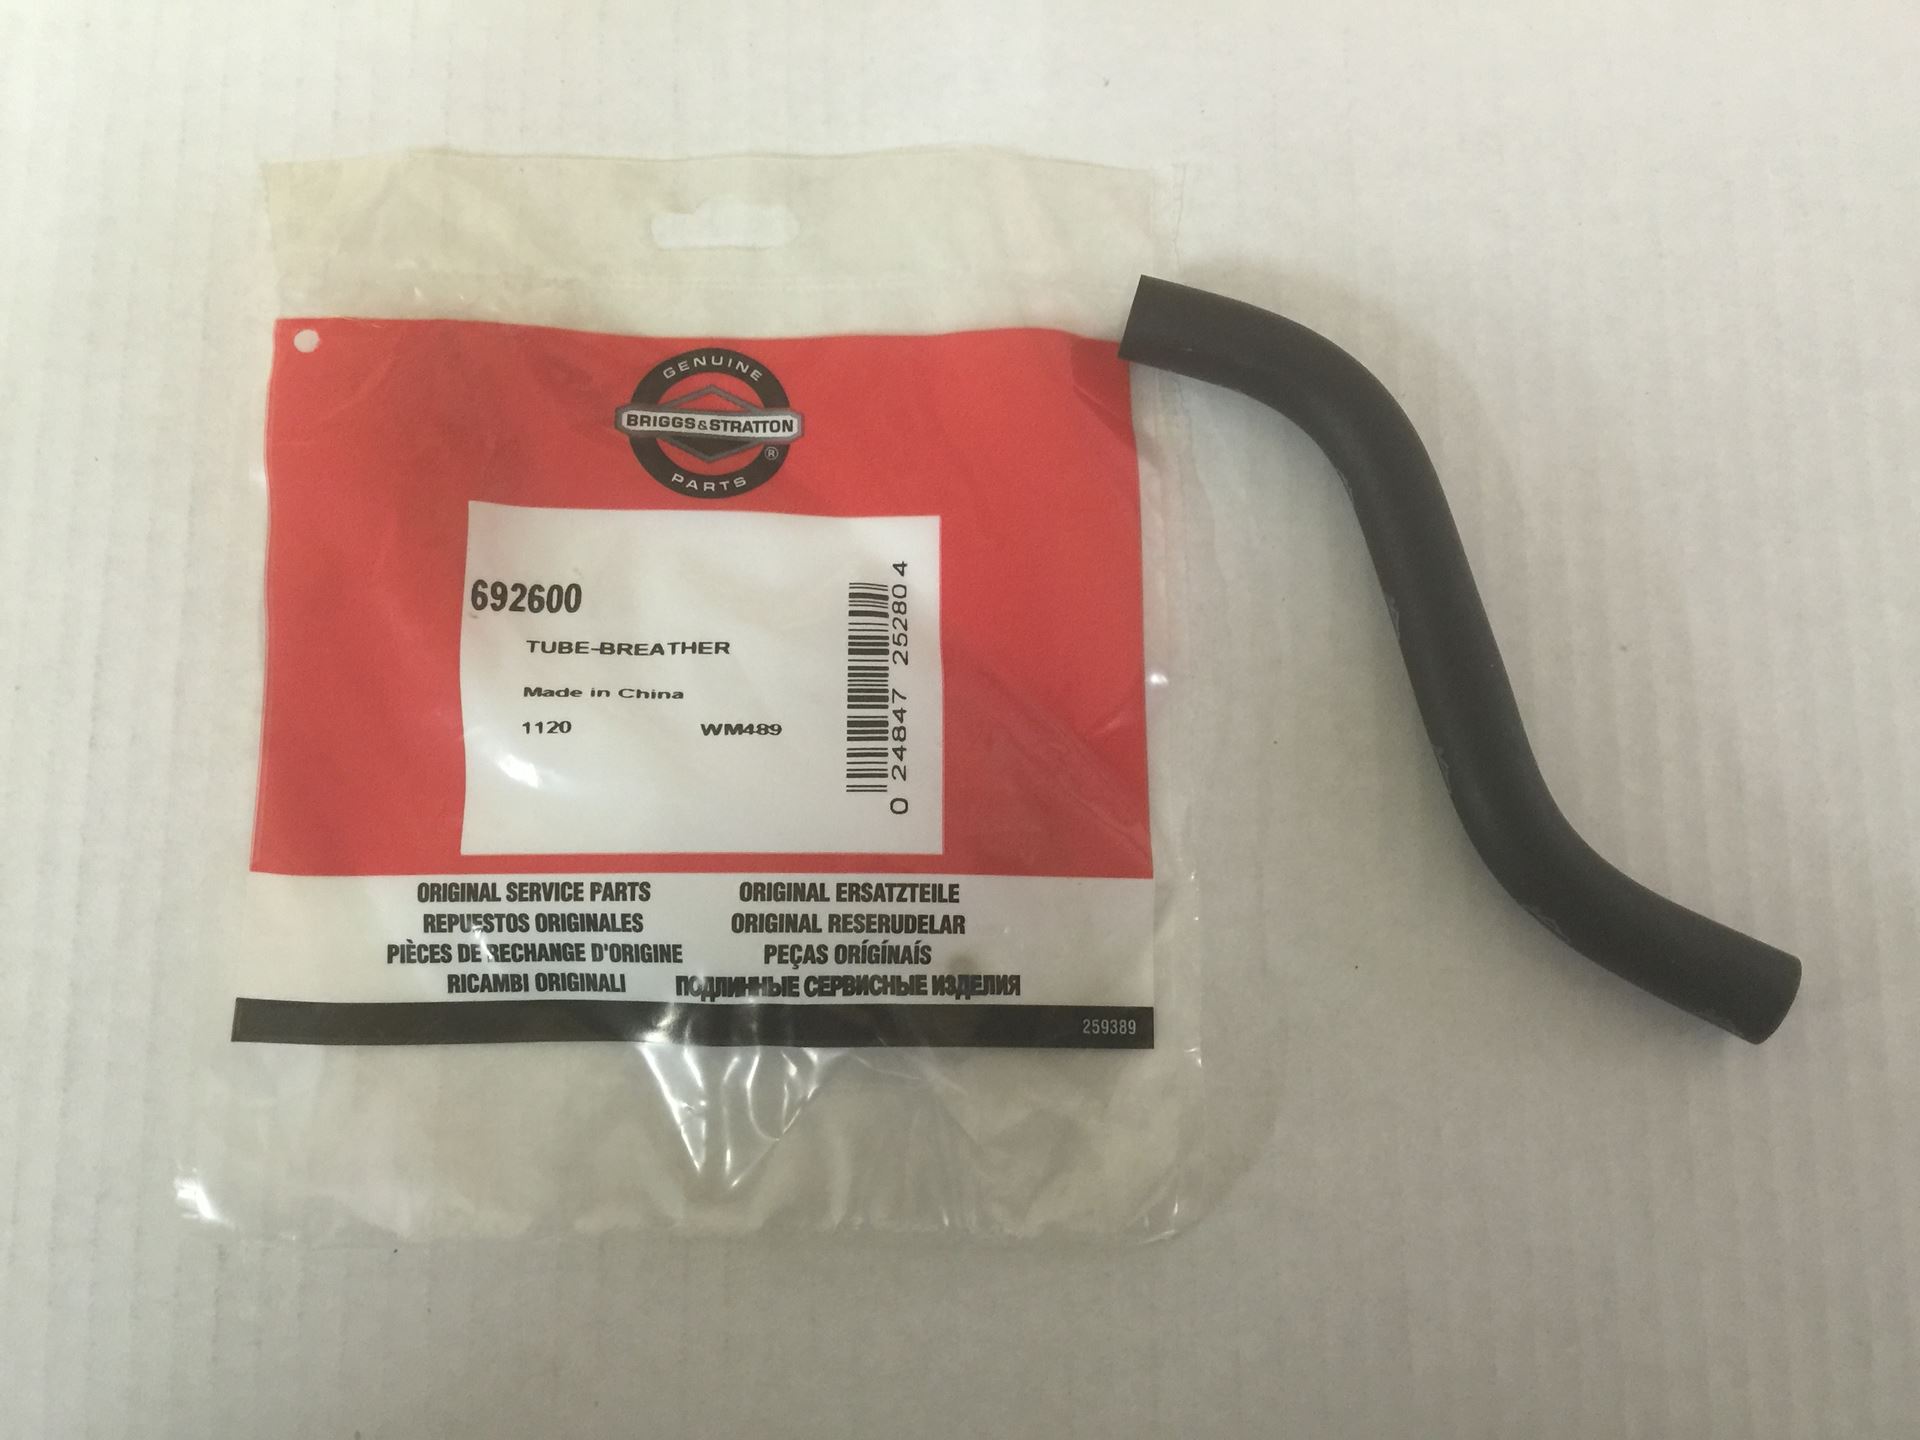 GENUINE
BRIGGS&STRATTON
®
PARTS
692600
TUBE-BREATHER
Made in China
1120 WM489
0 24847 25280 4
ORIGINAL SERVICE PARTS
REPUESTOS ORIGINALES
PIÈCES DE RECHANGE D'ORIGINE
RICAMBI ORIGINALI
ORIGINAL ERSATZTEILE
ORIGINAL RESERUDELAR
PEÇAS ORÍGÍNAÍS
ПОДЛИННЫЕ СЕРВИСНЫЕ ИЗДЕЛИЯ
259389